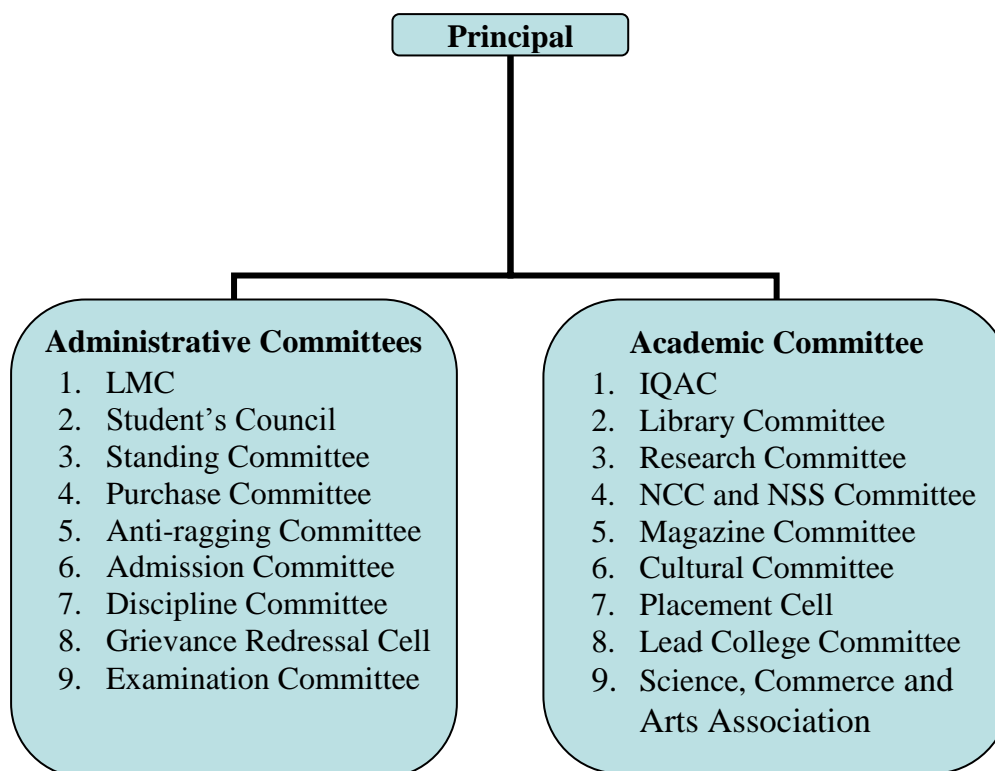 Principal
Administrative Committees
1. LMC
2. Student’s Council
3. Standing Committee
4. Purchase Committee
5. Anti-ragging Committee
6. Admission Committee
7. Discipline Committee
8. Grievance Redressal Cell
9. Examination Committee
Academic Committee
1. IQAC
2. Library Committee
3. Research Committee
4. NCC and NSS Committee
5. Magazine Committee
6. Cultural Committee
7. Placement Cell
8. Lead College Committee
9. Science, Commerce and
Arts Association